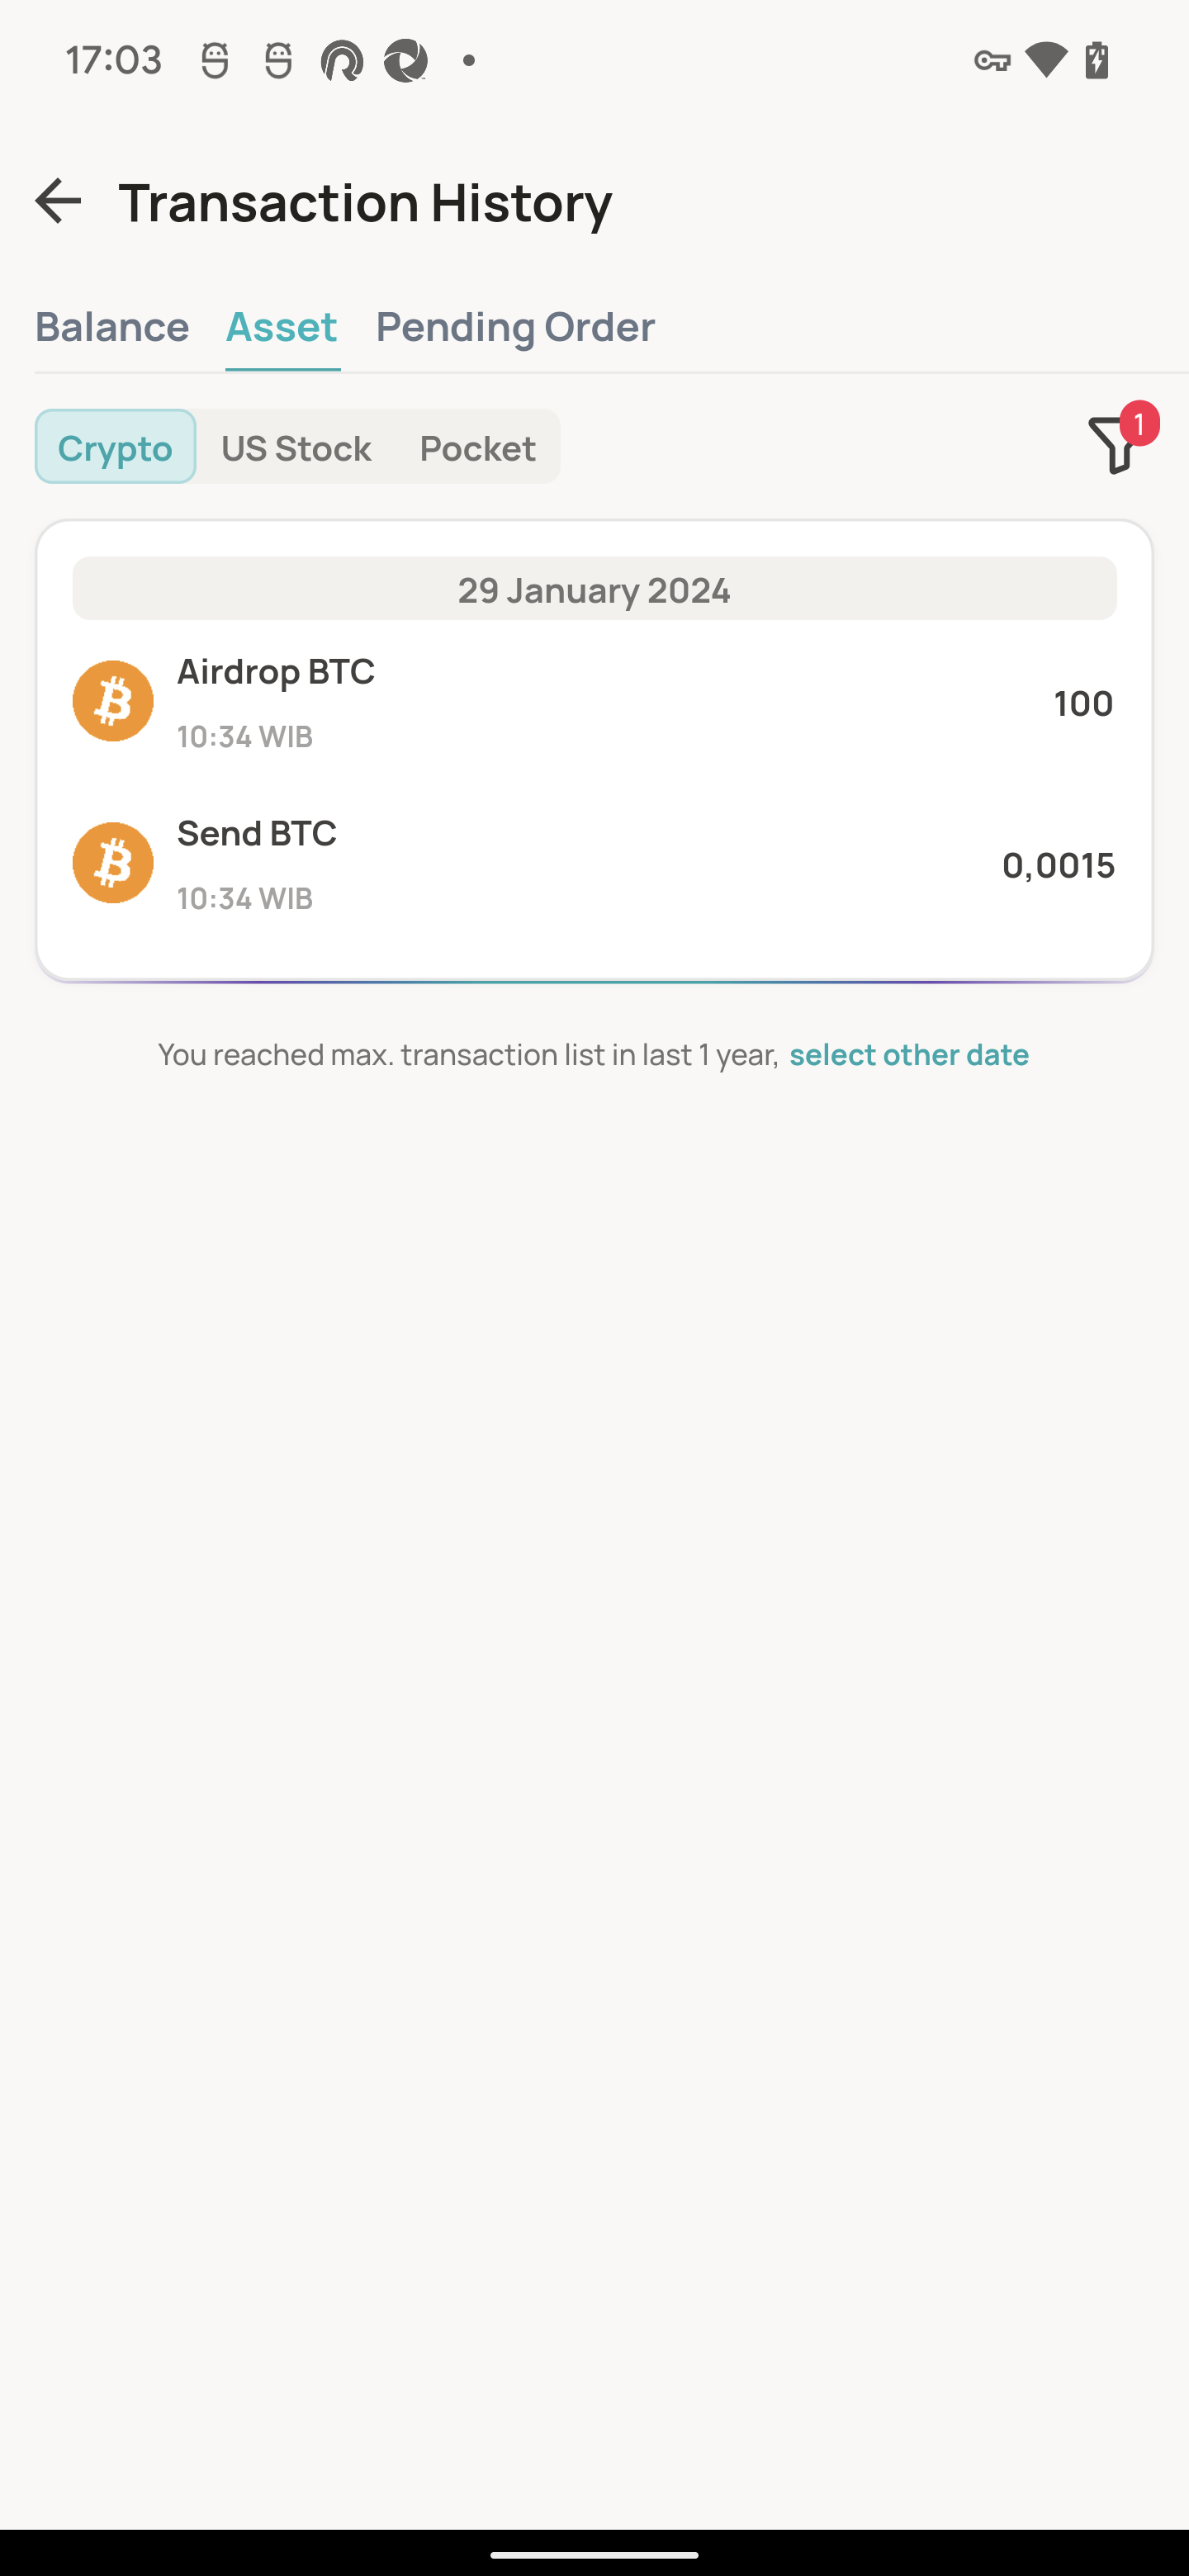 17:03
Transaction History
Balance Asset Pending Order
Crypto US Stock Pocket 1
29 January 2024
Airdrop BTC
100
10:34 WIB
Send BTC
0,0015
10:34 WIB
You reached max. transaction list in last 1 year, select other date